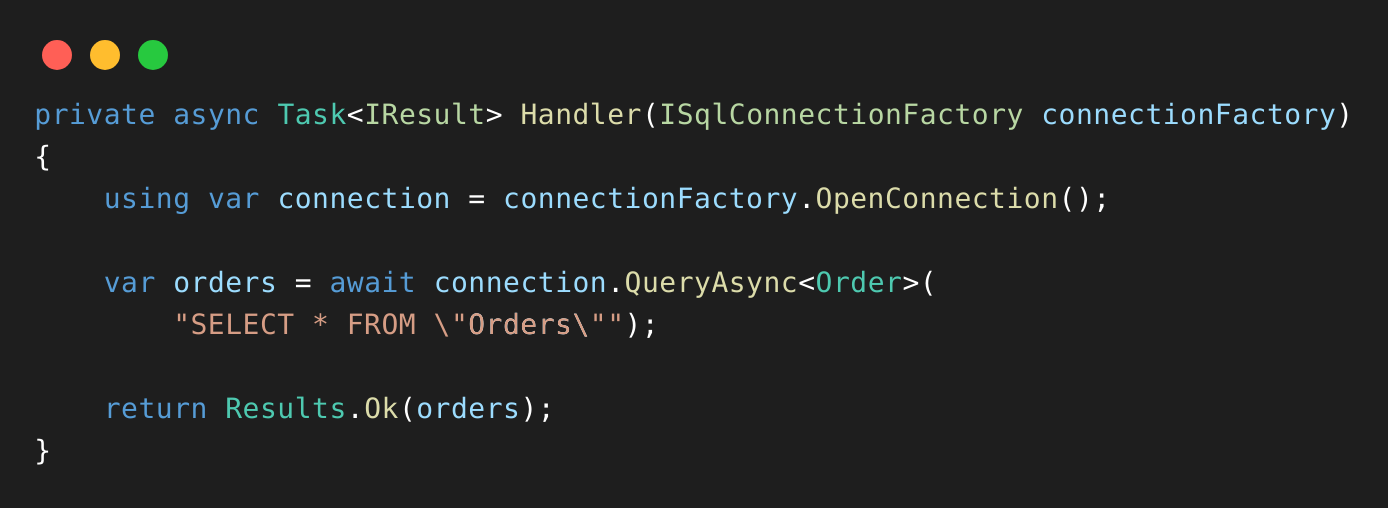 private async Task<IResult> Handler(ISqlConnectionFactory connectionFactory)
{
    using var connection = connectionFactory.OpenConnection();
    var orders = await connection.QueryAsync<Order>(
        "SELECT * FROM \"Orders\"");
    return Results.Ok(orders);
}